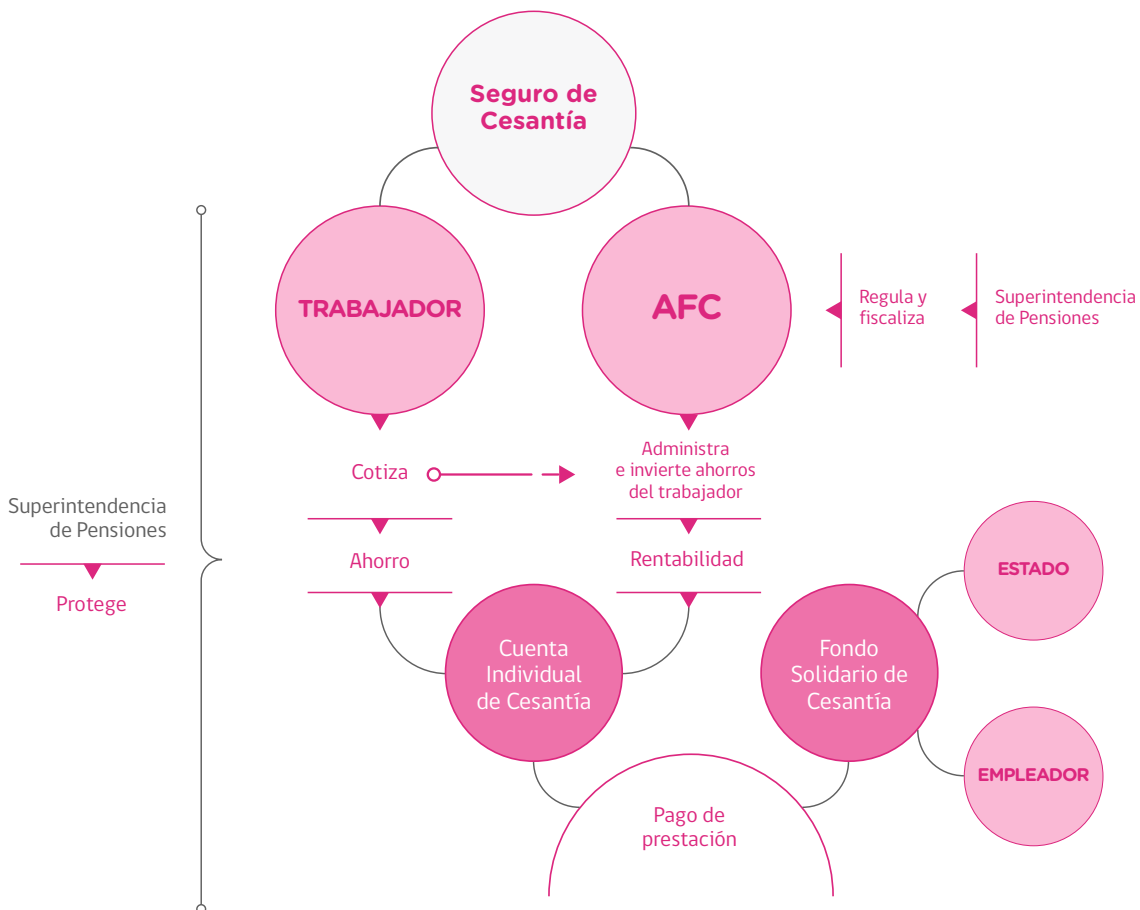 Seguro de
Cesantía
TRABAJADOR
AFC
Regula y
fiscaliza
Superintendencia
de Pensiones
Cotiza
Administra
e invierte ahorros
del trabajador
Superintendencia
de Pensiones
Protege
Ahorro
Rentabilidad
Cuenta
Individual
de Cesantía
Fondo
Solidario de
Cesantía
ESTADO
EMPLEADOR
Pago de
prestación